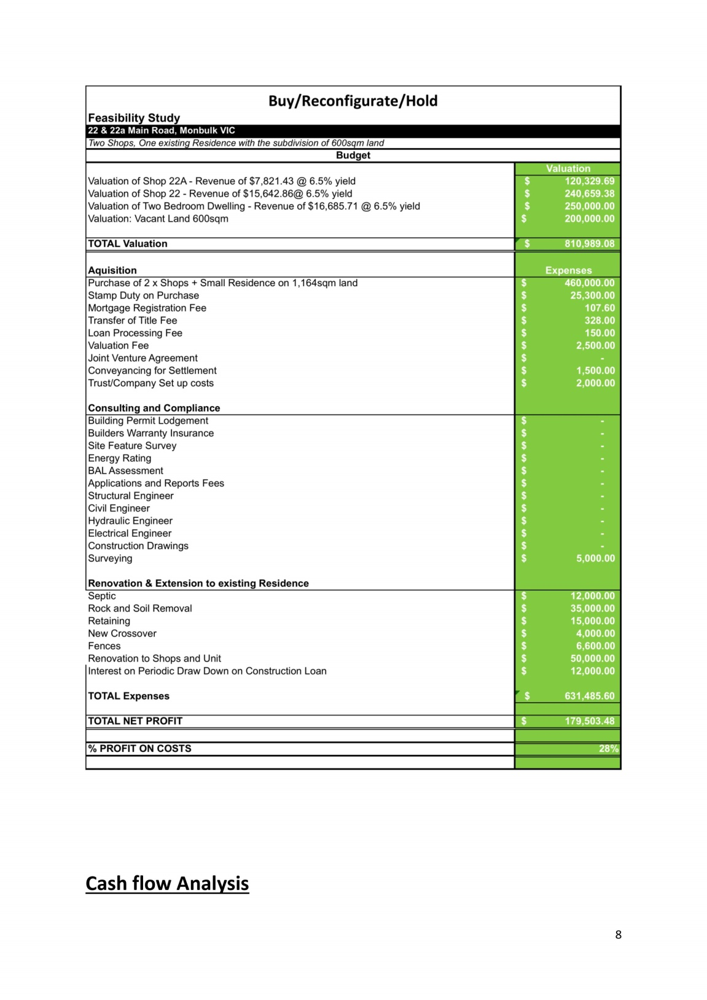 Buy/Reconfigurate/Hold
Feasibility Study
22 & 22a Main Road, Monbulk VIC
Two Shops, One existing Residence with the subdivision of 600sqm land
Budget
Valuation
Valuation of Shop 22A - Revenue of $7,821.43 @ 6.5% yield $ 120,329.69
Valuation of Shop 22 - Revenue of $15,642.86@ 6.5% yield $ 240,659.38
Valuation of Two Bedroom Dwelling - Revenue of $16,685.71 @ 6.5% yield $ 250,000.00
Valuation: Vacant Land 600sqm $ 200,000.00
TOTAL Valuation $ 810,989.08
Aquisition Expenses
Purchase of 2 x Shops + Small Residence on 1,164sqm land $ 460,000.00
Stamp Duty on Purchase $ 25,300.00
Mortgage Registration Fee $ 107.60
Transfer of Title Fee $ 328.00
Loan Processing Fee $ 150.00
Valuation Fee $ 2,500.00
Joint Venture Agreement $ -
Conveyancing for Settlement $ 1,500.00
Trust/Company Set up costs $ 2,000.00
Consulting and Compliance
Building Permit Lodgement $ -
Builders Warranty Insurance $ -
Site Feature Survey $ -
Energy Rating $ -
BAL Assessment $ -
Applications and Reports Fees $ -
Structural Engineer $ -
Civil Engineer $ -
Hydraulic Engineer $ -
Electrical Engineer $ -
Construction Drawings $ -
Surveying $ 5,000.00
Renovation & Extension to existing Residence
Septic $ 12,000.00
Rock and Soil Removal $ 35,000.00
Retaining $ 15,000.00
New Crossover $ 4,000.00
Fences $ 6,600.00
Renovation to Shops and Unit $ 50,000.00
Interest on Periodic Draw Down on Construction Loan $ 12,000.00
TOTAL Expenses $ 631,485.60
TOTAL NET PROFIT $ 179,503.48
% PROFIT ON COSTS 28%
Cash flow Analysis
8